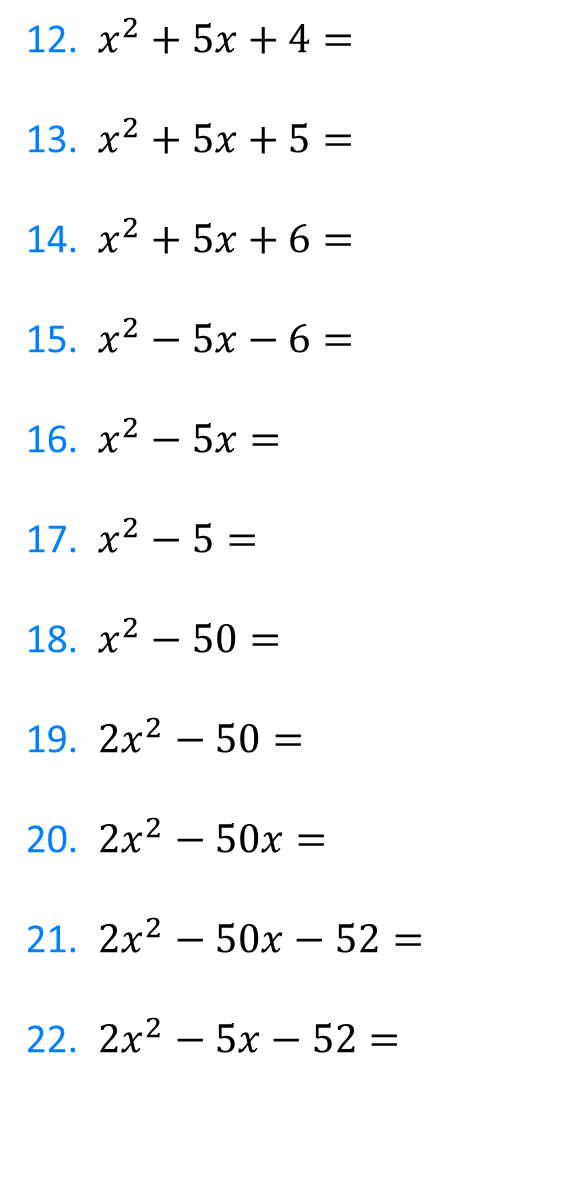 12. x² + 5x + 4 =
13. x² + 5x + 5 =
14. x² + 5x + 6 =
15. x² − 5x − 6 =
16. x² − 5x =
17. x² − 5 =
18. x² − 50 =
19. 2x² − 50 =
20. 2x² − 50x =
21. 2x² − 50x − 52 =
22. 2x² − 5x − 52 =